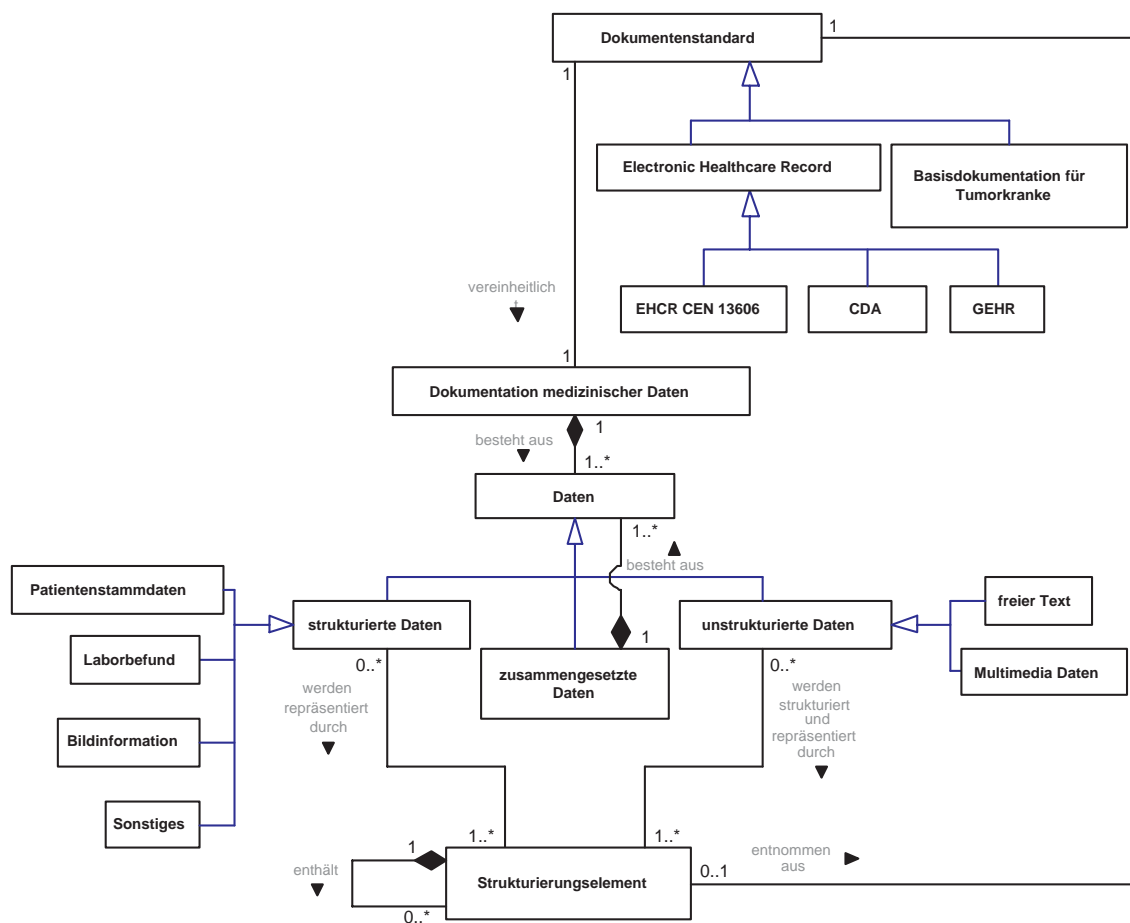 Dokumentenstandard
1
1
Electronic Healthcare Record
Basisdokumentation für
Tumorkranke
vereinheitlich
t
EHCR CEN 13606
CDA
GEHR
1
Dokumentation medizinischer Daten
1
besteht aus
1..*
Daten
1..*
besteht aus
Patientenstammdaten
freier Text
strukturierte Daten
1
unstrukturierte Daten
Laborbefund
0..*
zusammengesetzte
Daten
0..*
Multimedia Daten
werden
repräsentiert
durch
werden
strukturiert
und
repräsentiert
durch
Bildinformation
Sonstiges
1..*
1..*
1
enthält
Strukturierungselement
0..1
entnommen
aus
0..*